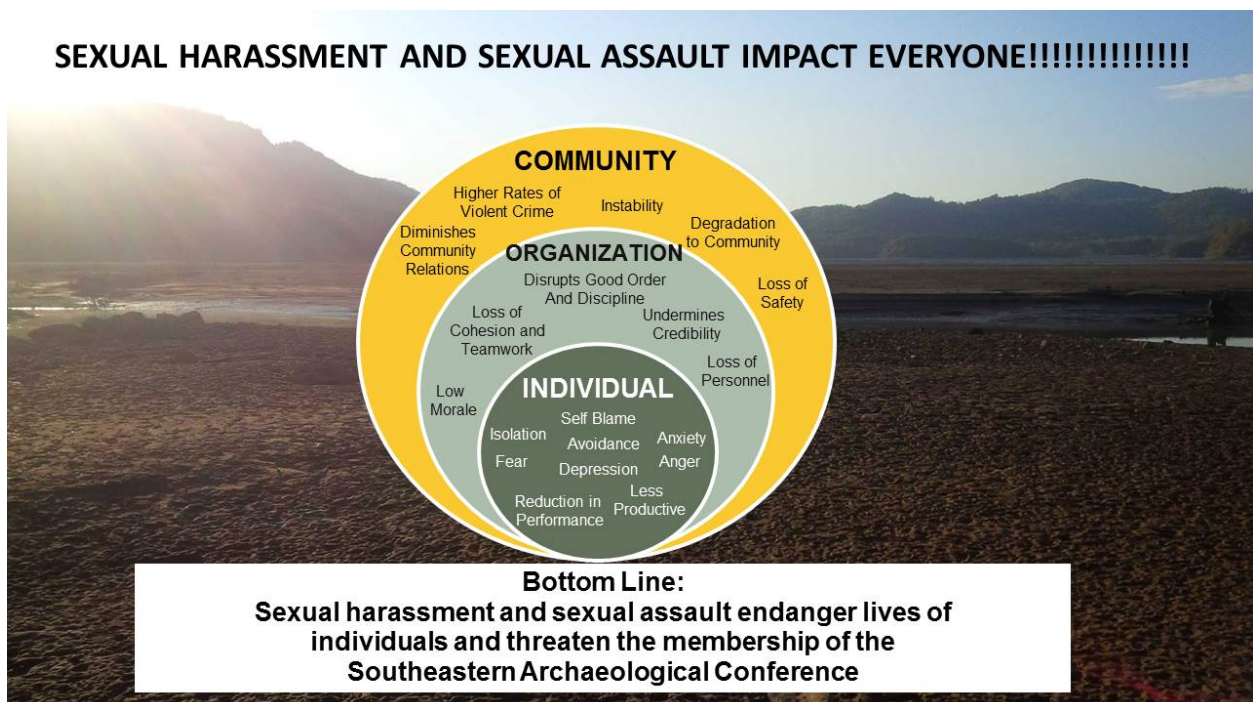 SEXUAL HARASSMENT AND SEXUAL ASSAULT IMPACT EVERYONE!!!!!!!!!!!!!!
COMMUNITY
Higher Rates of
Violent Crime
Instability
Diminishes
Community
Relations
Degradation
to Community
Loss of
Safety
ORGANIZATION
Disrupts Good Order
And Discipline
Loss of
Cohesion and
Teamwork
Undermines
Credibility
Low
Morale
Loss of
Personnel
INDIVIDUAL
Self Blame
Isolation
Avoidance
Anxiety
Fear
Depression
Anger
Reduction in
Performance
Less
Productive
Bottom Line:
Sexual harassment and sexual assault endanger lives of
individuals and threaten the membership of the
Southeastern Archaeological Conference